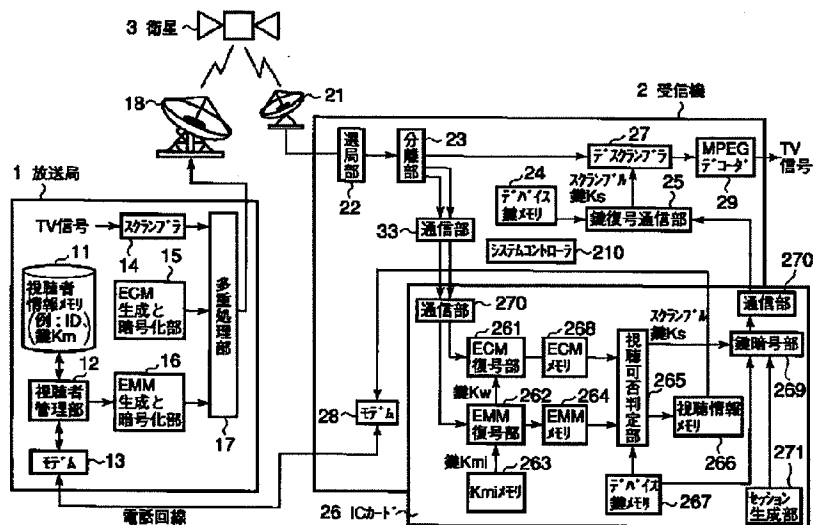 3 衛星
18
21
2 受信機
選局部
22
分離部
23
27
デスクランブラ
MPEG
デコーダ
29
TV
信号
24
デバイス
鍵メモリ
スクランブル
鍵Ks
25
鍵復号通信部
33
通信部
システムコントローラ
210
1 放送局
TV信号
スクランブラ
14
11
視聴者
情報メモリ
(例:ID、
鍵Km)
15
ECM
生成と
暗号化部
多重処理部
17
12
視聴者
管理部
16
EMM
生成と
暗号化部
モデム
13
電話回線
28
モデム
270
通信部
270
通信部
261
ECM
復号部
268
ECM
メモリ
視聴可否判定部
265
スクランブル
鍵Ks
鍵暗号部
269
鍵Kw
262
EMM
復号部
264
EMM
メモリ
視聴情報
メモリ
266
鍵Kmi
263
Kmiメモリ
デバイス
鍵メモリ
267
271
セッション
生成部
26 ICカード